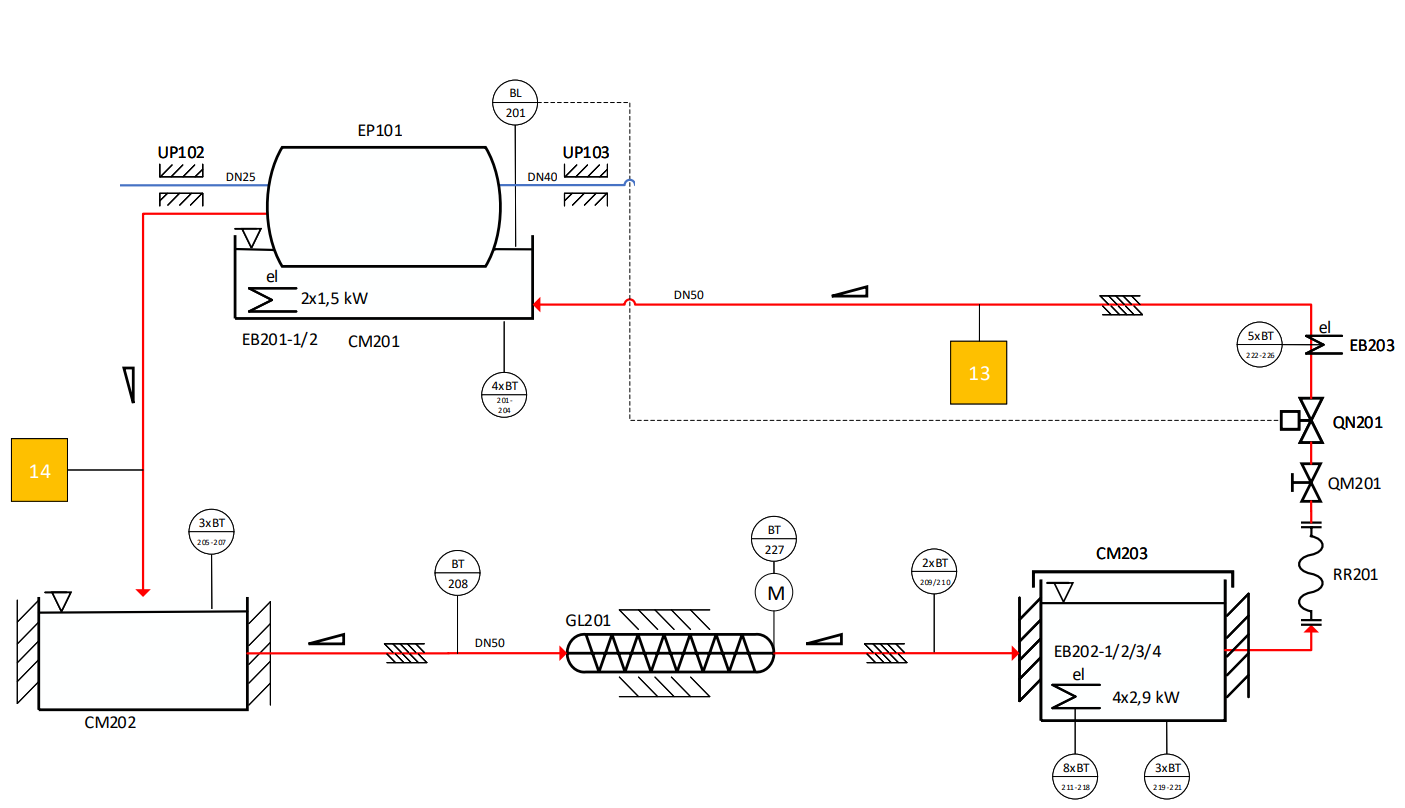 BL
201
EP101
UP102
UP103
DN25
DN40
el
2x1,5 kW
DN50
EB201-1/2
CM201
4xBT
201-
204
13
5xBT
222-226
el
EB203
QN201
14
QM201
3xBT
205-207
BT
208
BT
227
M
2xBT
209/210
CM203
RR201
GL201
DN50
EB202-1/2/3/4
el
4x2,9 kW
CM202
8xBT
211-218
3xBT
219-221